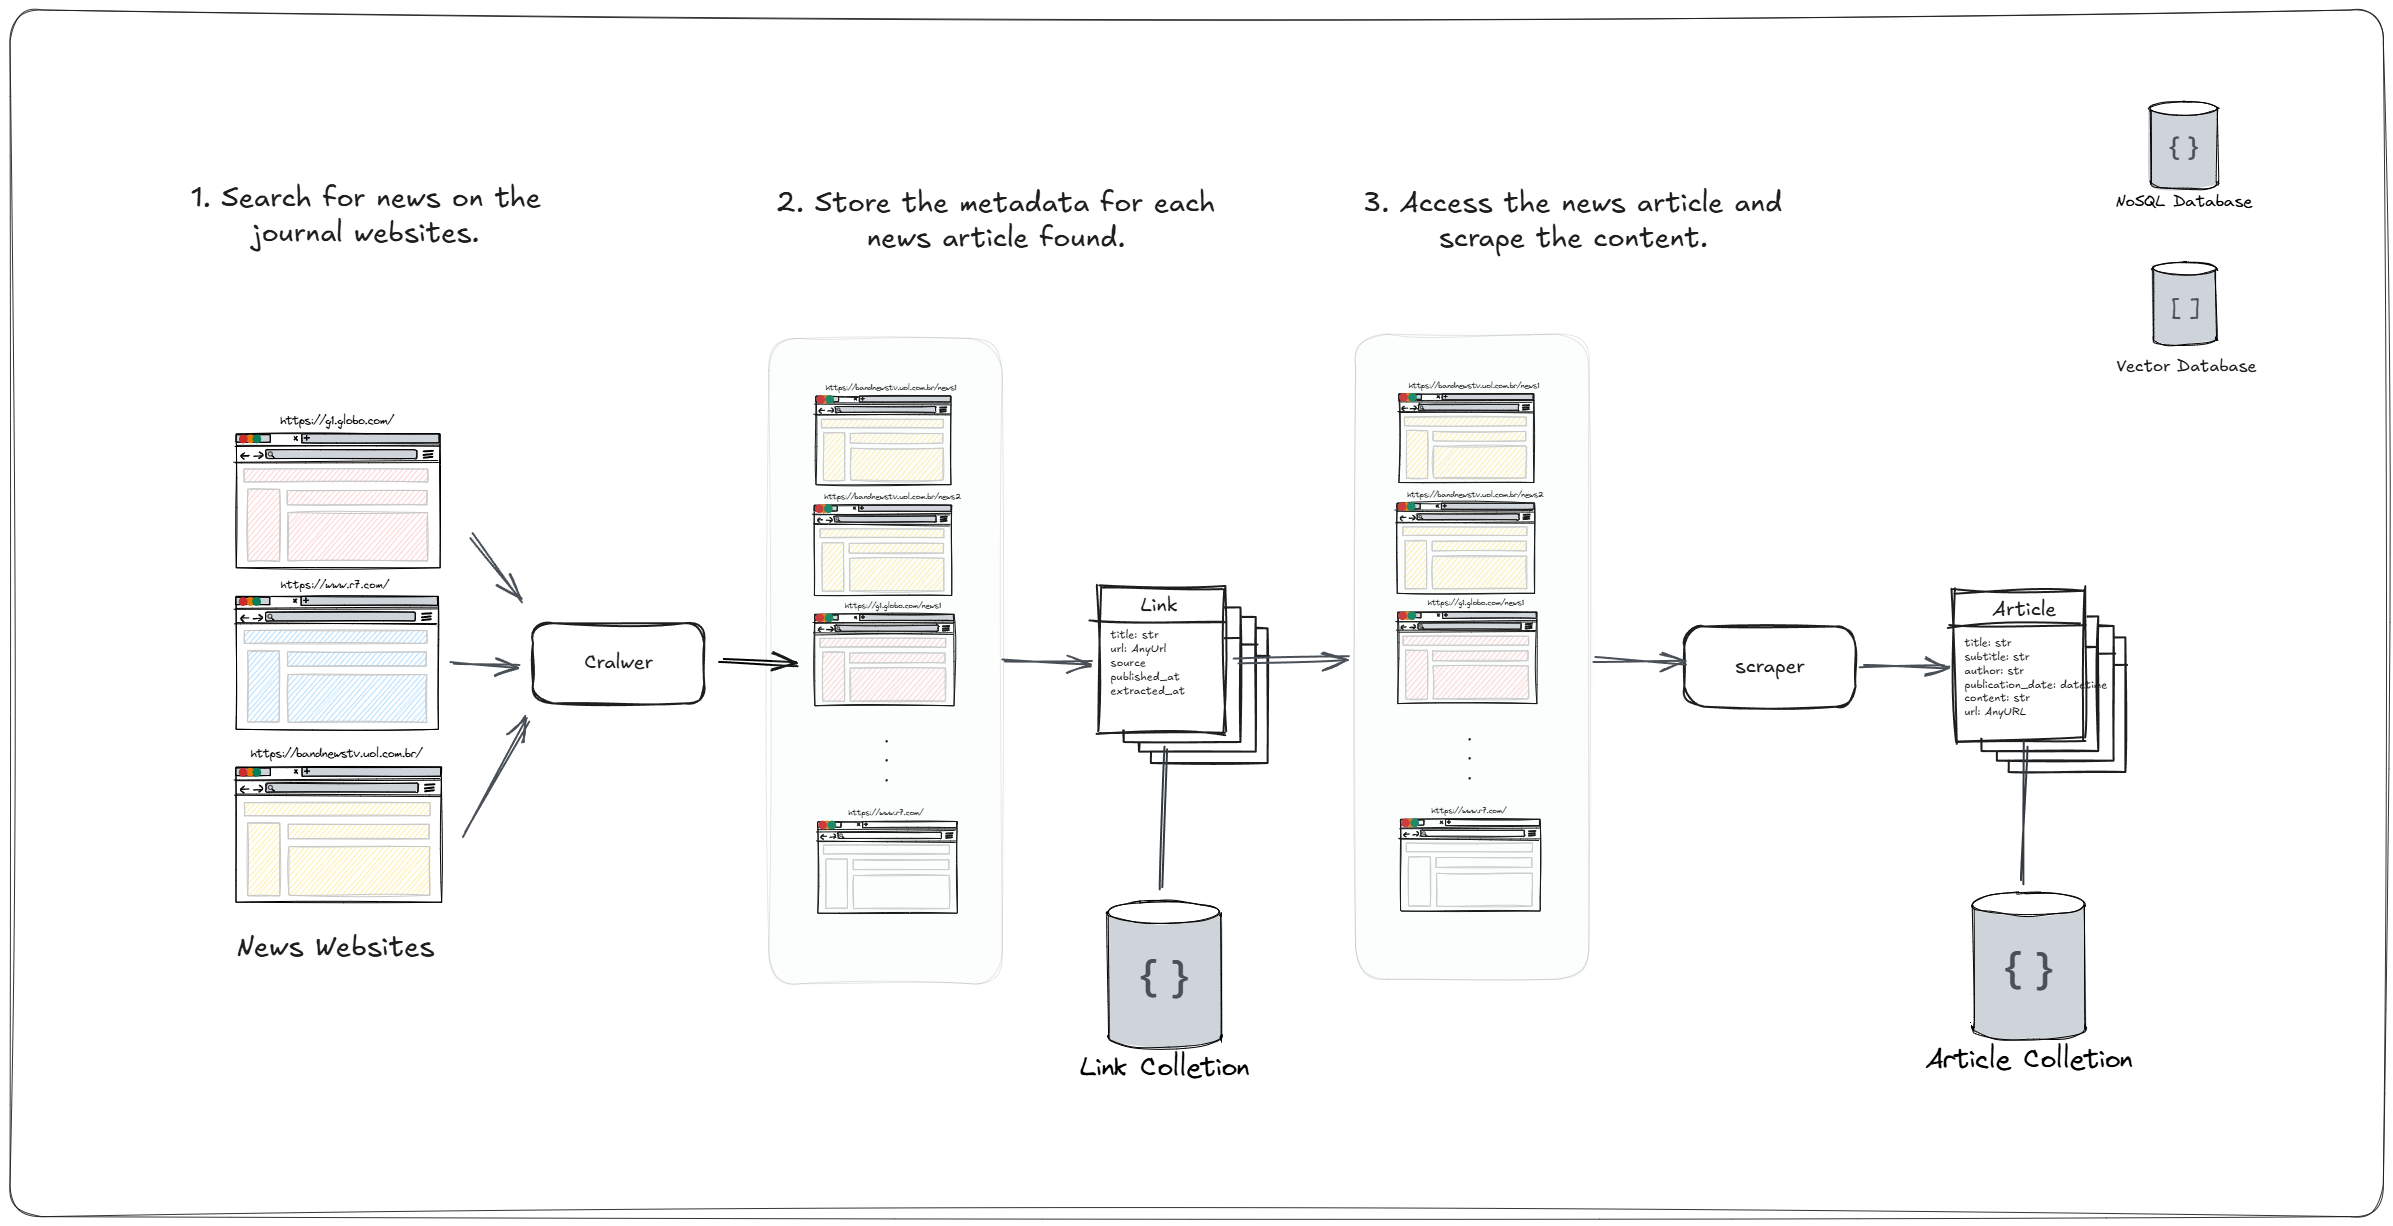 1. Search for news on the
journal websites.
2. Store the metadata for each
news article found.
3. Access the news article and
scrape the content.
{ }
NoSQL Database
[ ]
Vector Database
https://g1.globo.com/
https://www.r7.com/
https://bandnewstv.uol.com.br/
News Websites
Cralwer
https://bandnewstv.uol.com.br/news1
https://bandnewstv.uol.com.br/news2
https://g1.globo.com/news1
.
.
.
https://www.r7.com/
Link
title: str
url: AnyUrl
source
published_at
extracted_at
{ }
Link Colletion
https://bandnewstv.uol.com.br/news1
https://bandnewstv.uol.com.br/news2
https://g1.globo.com/news1
.
.
.
https://www.r7.com/
scraper
Article
title: str
subtitle: str
author: str
publication_date: datetime
content: str
url: AnyURL
{ }
Article Colletion